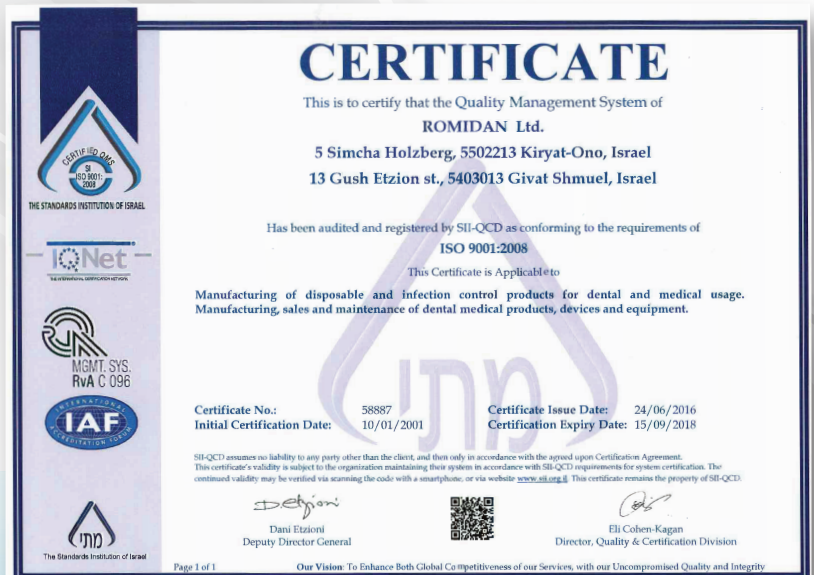 CERTIFICATE
This is to certify that the Quality Management System of
ROMIDAN Ltd.
5 Simcha Holzberg, 5502213 Kiryat-Ono, Israel
13 Gush Etzion st., 5403013 Givat Shmuel, Israel
CERTIFIED QMS
SI
ISO 9001:
2008
THE STANDARDS INSTITUTION OF ISRAEL
Has been audited and registered by SII-QCD as conforming to the requirements of
ISO 9001:2008
This Certificate is Applicable to
IQNet
THE INTERNATIONAL CERTIFICATION NETWORK
Manufacturing of disposable and infection control products for dental and medical usage.
Manufacturing, sales and maintenance of dental medical products, devices and equipment.
מתי
MGMT. SYS.
RvA C 096
INTERNATIONAL
IAF
ACCREDITATION FORUM
Certificate No.: 58887 Certificate Issue Date: 24/06/2016
Initial Certification Date: 10/01/2001 Certification Expiry Date: 15/09/2018
SII-QCD assumes no liability to any party other than the client, and then only in accordance with the agreed upon Certification Agreement.
This certificate's validity is subject to the organization maintaining their system in accordance with SII-QCD requirements for system certification. The
continued validity may be verified via scanning the code with a smartphone, or via website www.sii.org.il. This certificate remains the property of SII-QCD.
D.etzioni
Dani Etzioni
Deputy Director General
Eli Cohen-Kagan
Director, Quality & Certification Division
מתי
The Standards Institution of Israel
Page 1 of 1 Our Vision: To Enhance Both Global Competitiveness of our Services, with our Uncompromised Quality and Integrity